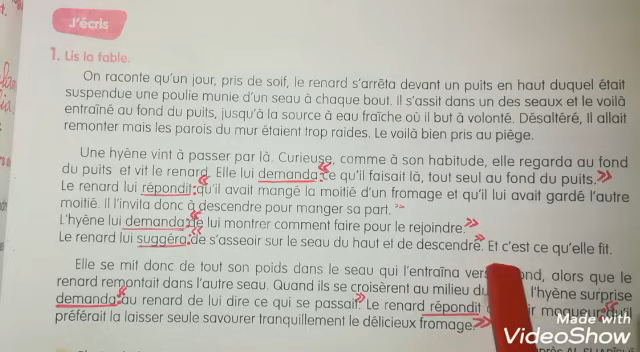 J'écris
1. Lis la fable.
On raconte qu'un jour, pris de soif, le renard s'arrêta devant un puits en haut duquel était
suspendue une poulie munie d'un seau à chaque bout. Il s'assit dans un des seaux et le voilà
entraîné au fond du puits, jusqu'à la source à eau fraîche où il but à volonté. Désaltéré, il allait
remonter mais les parois du mur étaient trop raides. Le voilà bien pris au piège.
Une hyène vint à passer par là. Curieuse, comme à son habitude, elle regarda au fond
du puits et vit le renard. Elle lui demanda:« ce qu'il faisait là, tout seul au fond du puits.»
Le renard lui répondit:« qu'il avait mangé la moitié d'un fromage et qu'il lui avait gardé l'autre
moitié. Il l'invita donc à descendre pour manger sa part.»
L'hyène lui demanda:« de lui montrer comment faire pour le rejoindre.»
Le renard lui suggéra:« de s'asseoir sur le seau du haut et de descendre». Et c'est ce qu'elle fit.
Elle se mit donc de tout son poids dans le seau qui l'entraîna vers ond, alors que le
renard remontait dans l'autre seau. Quand ils se croisèrent au milieu du l'hyène surprise
demanda:« au renard de lui dire ce qui se passait.» Le renard répondit moqueur:« qu'il
préférait la laisser seule savourer tranquillement le délicieux fromage.»
Made with
VideoShow